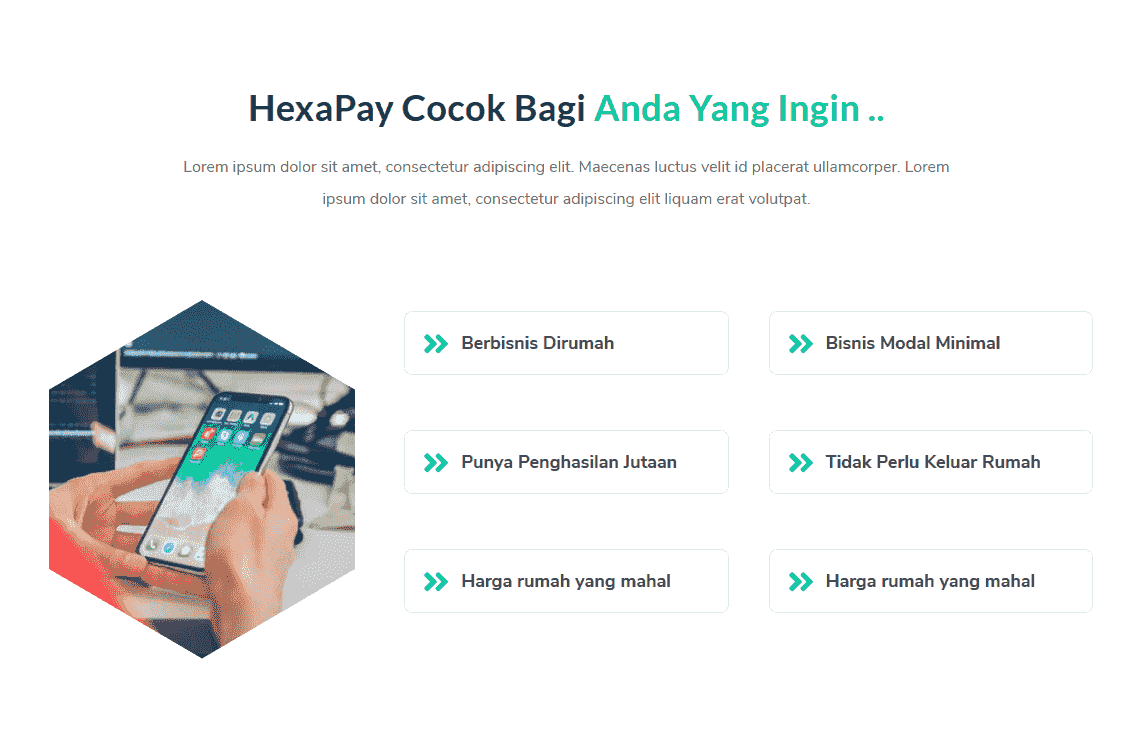 HexaPay Cocok Bagi Anda Yang Ingin ..
Lorem ipsum dolor sit amet, consectetur adipiscing elit. Maecenas luctus velit id placerat ullamcorper. Lorem
ipsum dolor sit amet, consectetur adipiscing elit liquam erat volutpat.
Berbisnis Dirumah
Bisnis Modal Minimal
Punya Penghasilan Jutaan
Tidak Perlu Keluar Rumah
Harga rumah yang mahal
Harga rumah yang mahal